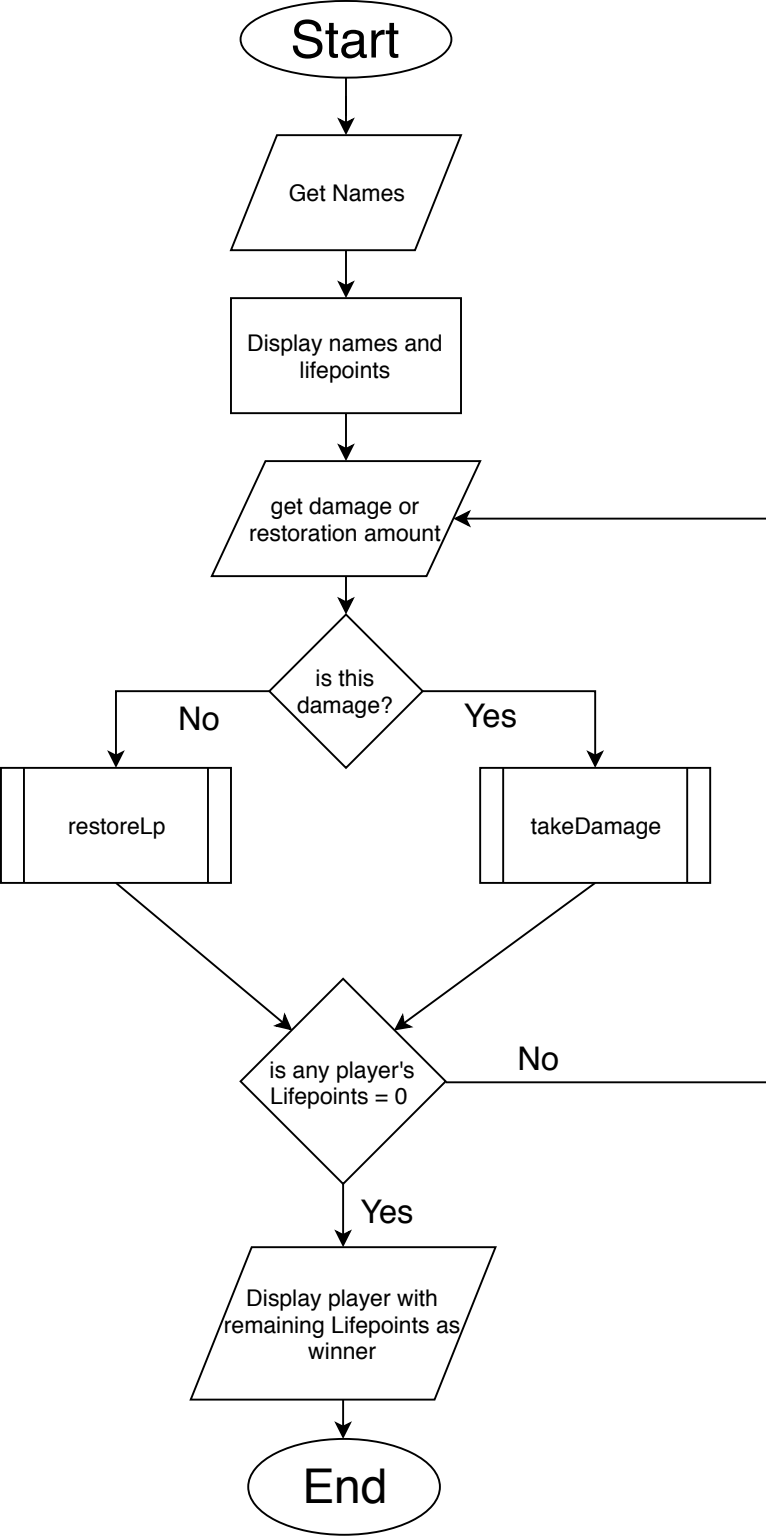 Start
Get Names
Display names and
lifepoints
get damage or
restoration amount
is this
damage?
No
Yes
restoreLp
takeDamage
is any player's
Lifepoints = 0
No
Yes
Display player with
remaining Lifepoints as
winner
End